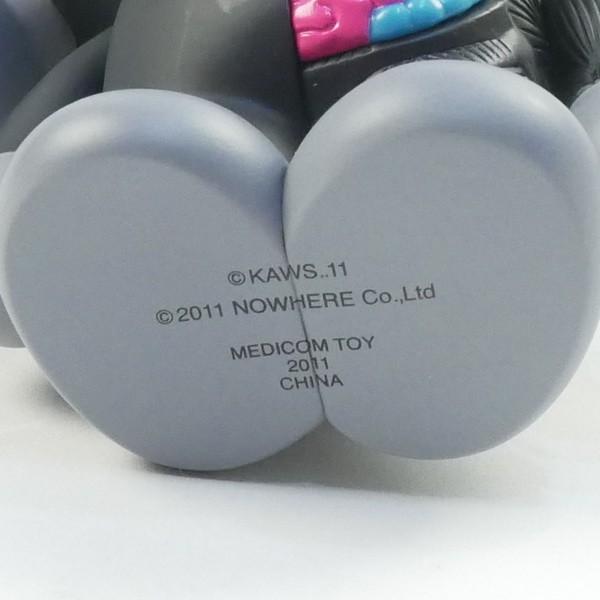 ©KAWS..11
©2011 NOWHERE Co.,Ltd
MEDICOM TOY
2011
CHINA